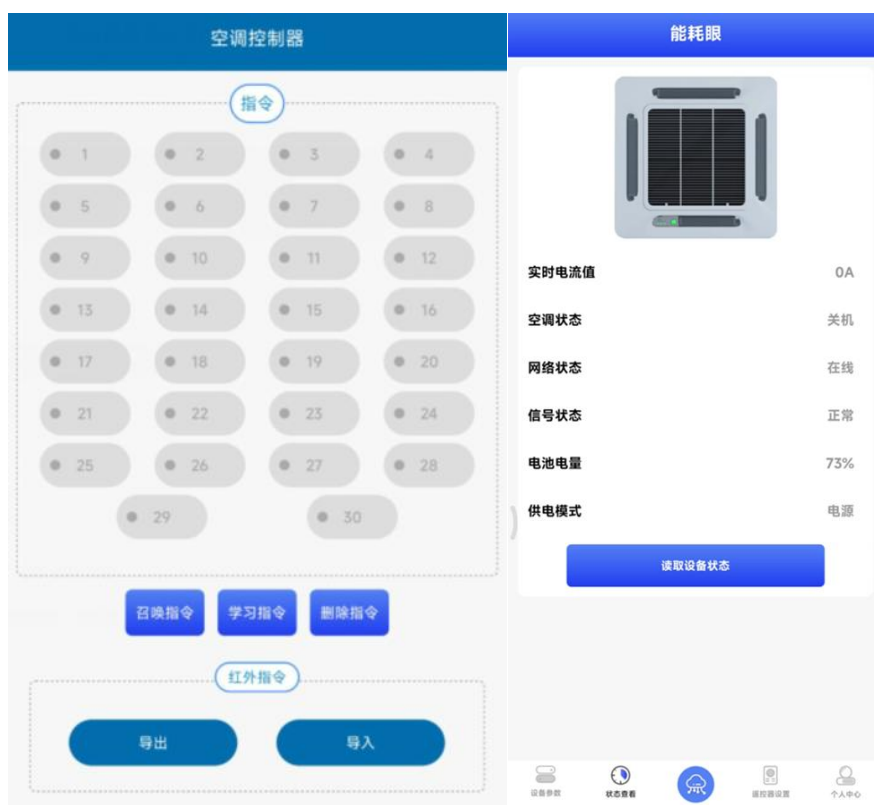 空调控制器
指令
1 2 3 4
5 6 7 8
9 10 11 12
13 14 15 16
17 18 19 20
21 22 23 24
25 26 27 28
29 30
召唤指令 学习指令 删除指令
红外指令
导出 导入
能耗眼
实时电流值 0A
空调状态 关机
网络状态 在线
信号状态 正常
电池电量 73%
供电模式 电源
读取设备状态
设备参数 状态查看 遥控器设置 个人中心